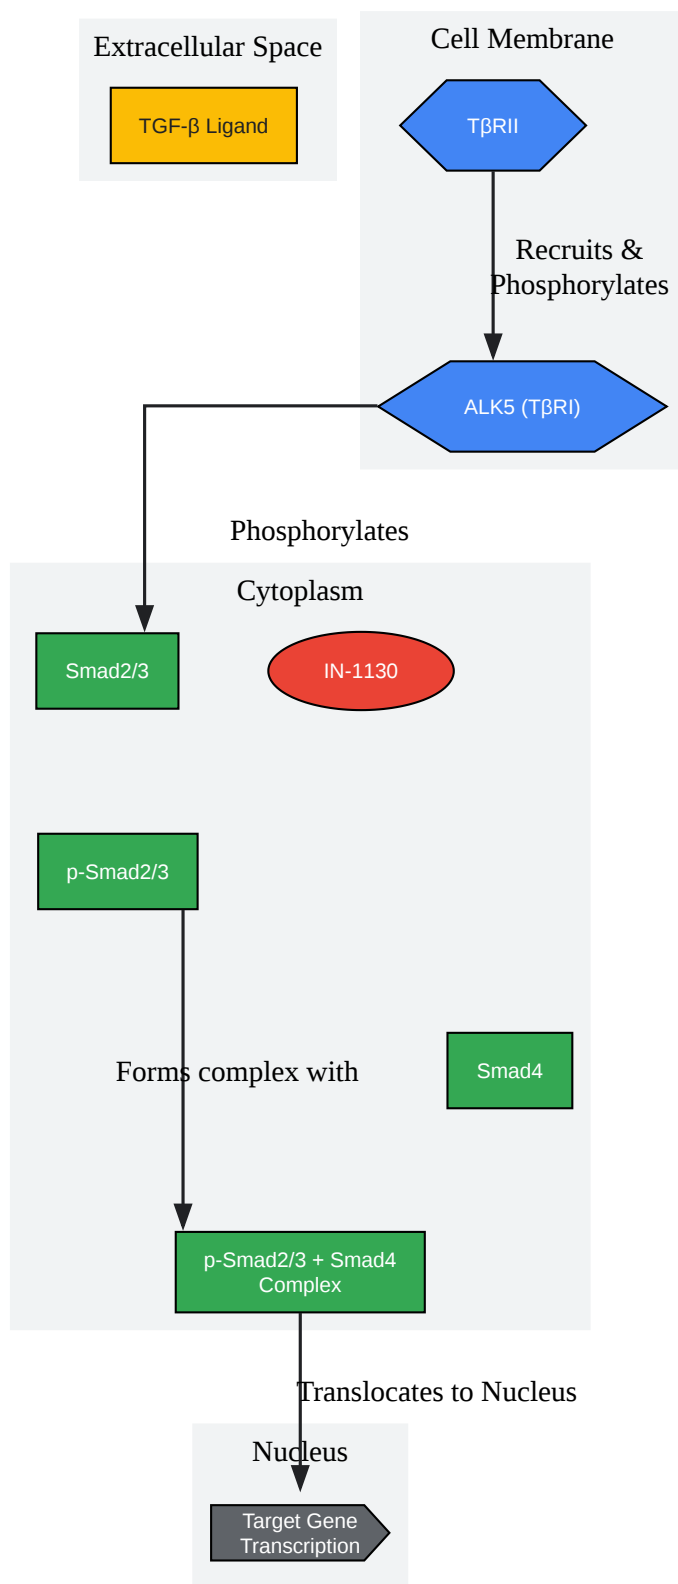 Extracellular Space
TGF-β Ligand
Cell Membrane
TβRII
Recruits &
Phosphorylates
ALK5 (TβRI)
Phosphorylates
Cytoplasm
Smad2/3
IN-1130
p-Smad2/3
Forms complex with
Smad4
p-Smad2/3 + Smad4
Complex
Translocates to Nucleus
Nucleus
Target Gene
Transcription